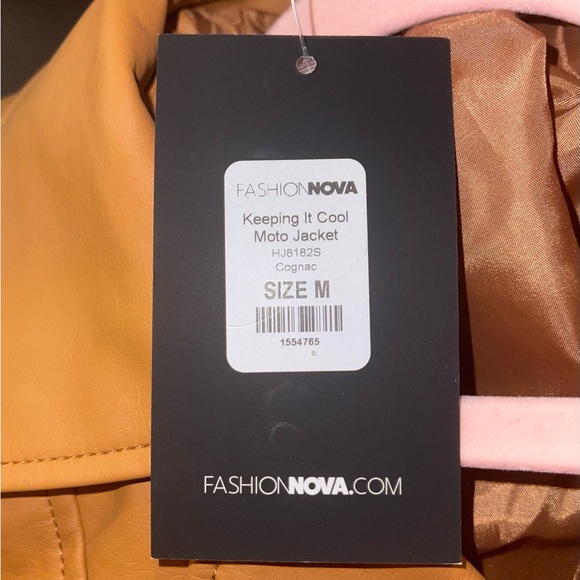 FASHIONNOVA
Keeping It Cool
Moto Jacket
HJ8182S
Cognac
SIZE M
1554765
FASHIONNOVA.COM